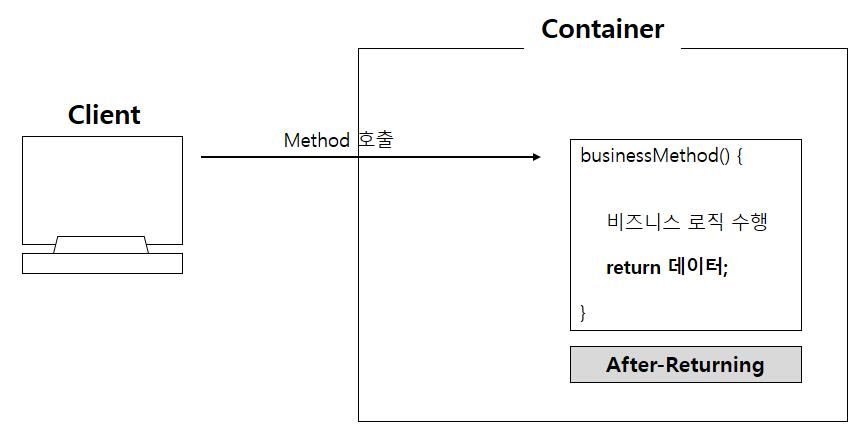 Container
Client
Method 호출
businessMethod() {
비즈니스 로직 수행
return 데이터;
}
After-Returning